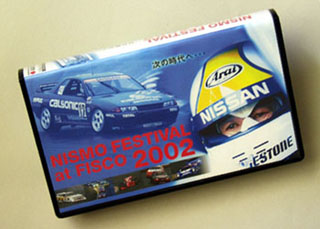 次の時代へ…
calsonic
Arai
NISSAN
NISMO FESTIVAL
at FISCO 2002